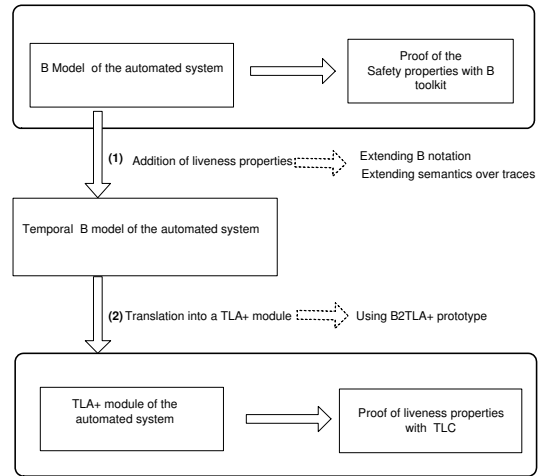 B Model of the automated system
Proof of the
Safety properties with B
toolkit
(1) Addition of liveness properties
Extending B notation
Extending semantics over traces
Temporal B model of the automated system
(2) Translation into a TLA+ module
Using B2TLA+ prototype
TLA+ module of the
automated system
Proof of liveness properties
with TLC